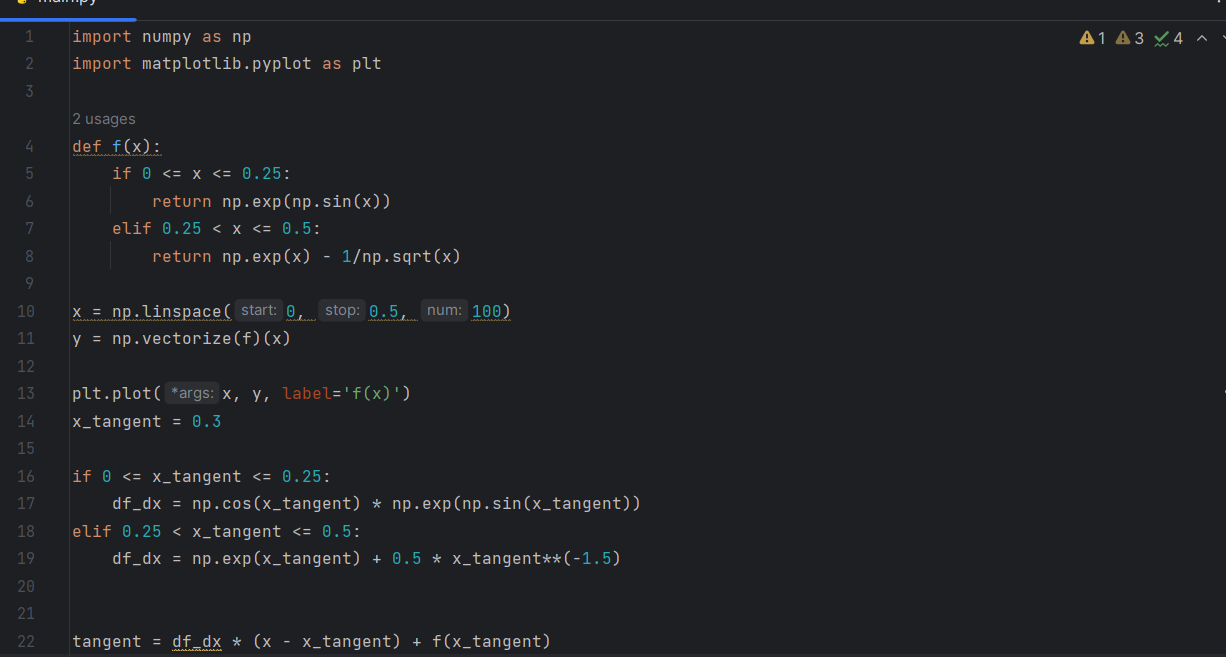 main.py
1 import numpy as np
2 import matplotlib.pyplot as plt
3
2 usages
4 def f(x):
5     if 0 <= x <= 0.25:
6         return np.exp(np.sin(x))
7     elif 0.25 < x <= 0.5:
8         return np.exp(x) - 1/np.sqrt(x)
9
10 x = np.linspace( start: 0, stop: 0.5, num: 100)
11 y = np.vectorize(f)(x)
12
13 plt.plot( *args: x, y, label='f(x)')
14 x_tangent = 0.3
15
16 if 0 <= x_tangent <= 0.25:
17     df_dx = np.cos(x_tangent) * np.exp(np.sin(x_tangent))
18 elif 0.25 < x_tangent <= 0.5:
19     df_dx = np.exp(x_tangent) + 0.5 * x_tangent**(-1.5)
20
21
22 tangent = df_dx * (x - x_tangent) + f(x_tangent)
1 3 4